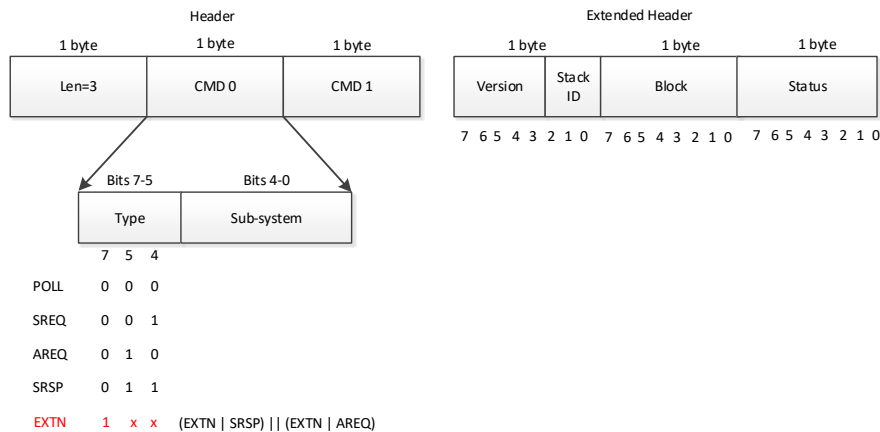 Header
Extended Header
1 byte 1 byte 1 byte
1 byte 1 byte 1 byte
Len=3 CMD 0 CMD 1
Version Stack ID Block Status
7 6 5 4 3 2 1 0 7 6 5 4 3 2 1 0 7 6 5 4 3 2 1 0
Bits 7-5 Bits 4-0
Type Sub-system
7 5 4
POLL 0 0 0
SREQ 0 0 1
AREQ 0 1 0
SRSP 0 1 1
EXTN 1 x x (EXTN | SRSP) || (EXTN | AREQ)